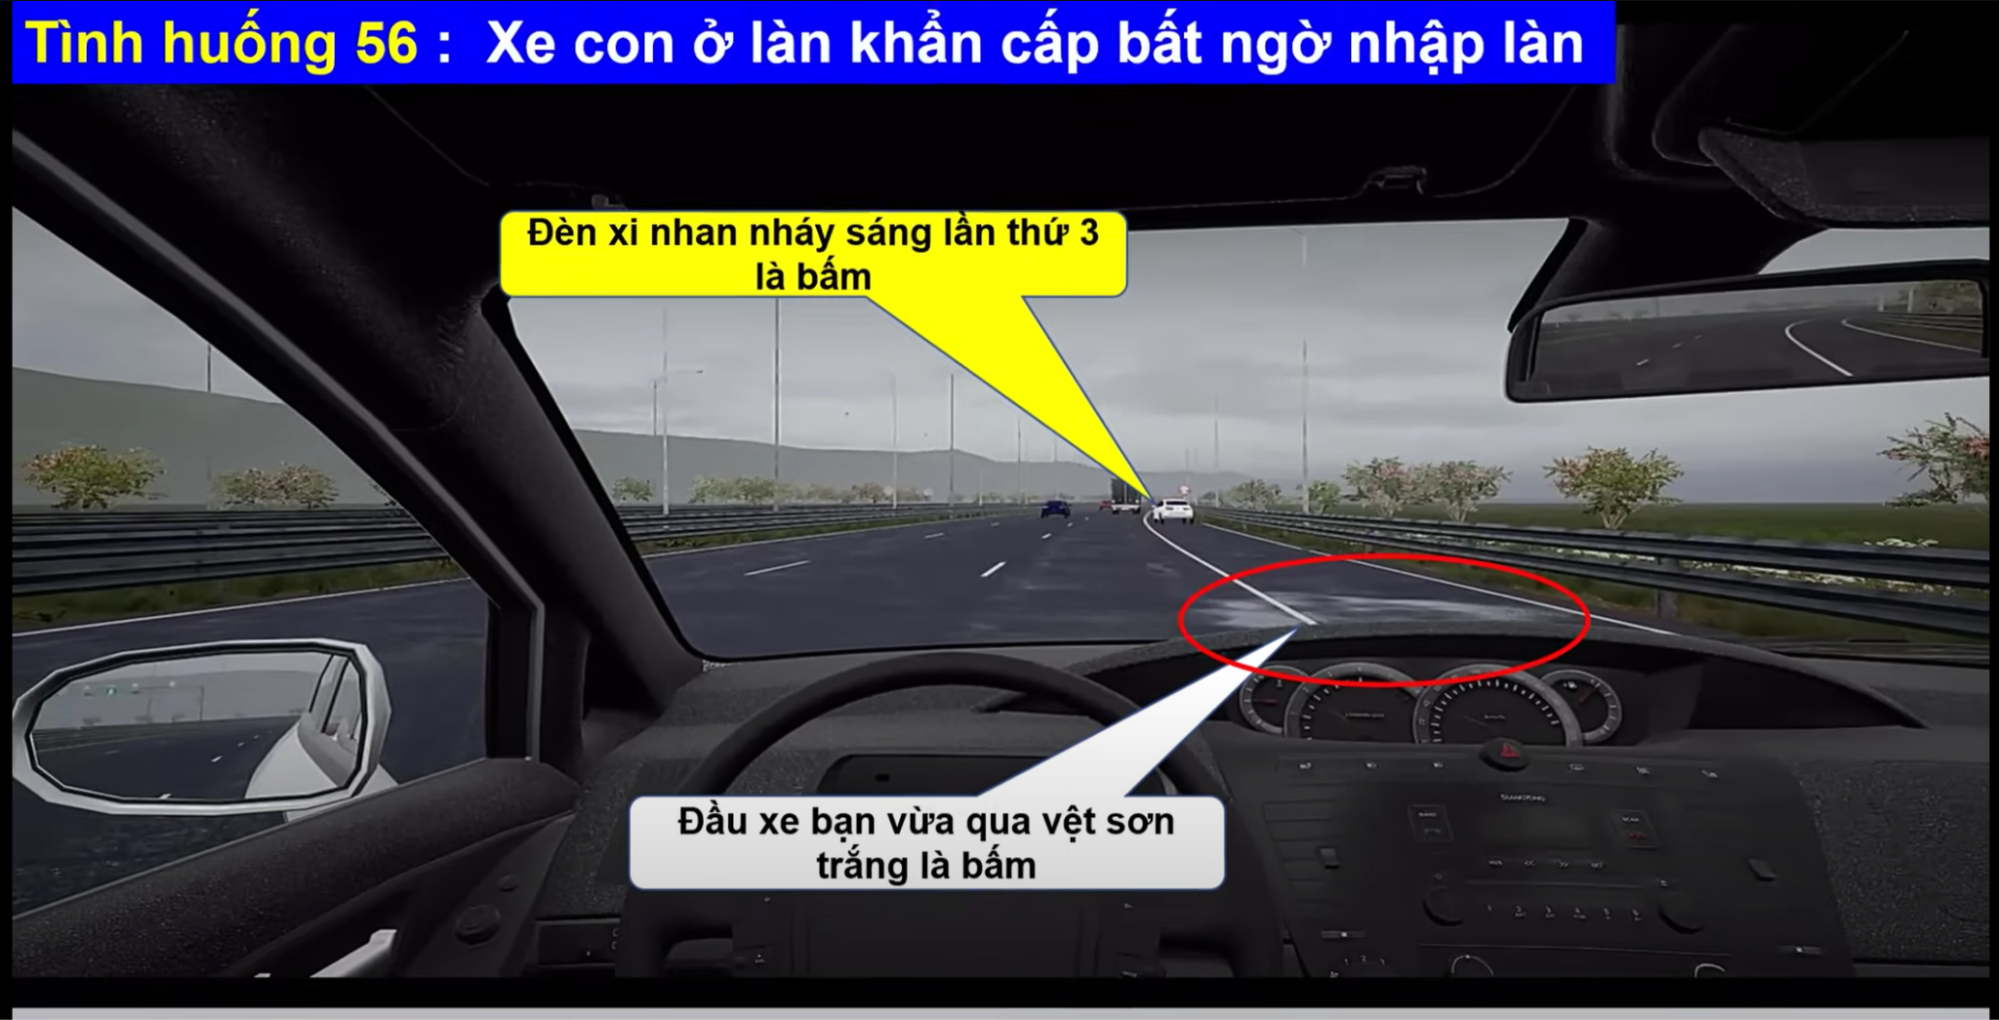 Tình huống 56 : Xe con ở làn khẩn cấp bất ngờ nhập làn
Đèn xi nhan nháy sáng lần thứ 3
là bấm
Đầu xe bạn vừa qua vệt sơn
trắng là bấm